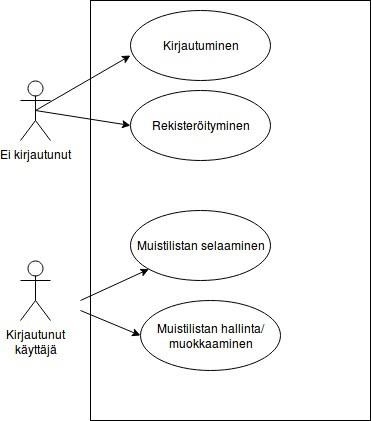 Kirjautuminen
Rekisteröityminen
Ei kirjautunut
Muistilistan selaaminen
Muistilistan hallinta/
muokkaaminen
Kirjautunut
käyttäjä